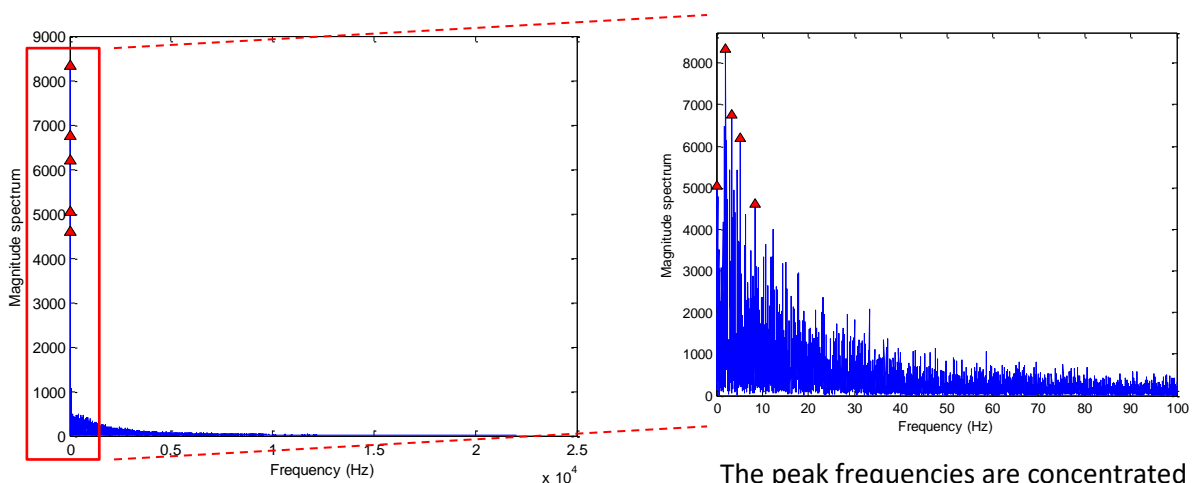 9000
8000
7000
6000
5000
4000
3000
2000
1000
0
Magnitude spectrum
0 0.5 1 1.5 2 2.5
Frequency (Hz)
x 10^4
8000
7000
6000
5000
4000
3000
2000
1000
0
Magnitude spectrum
0 10 20 30 40 50 60 70 80 90 100
Frequency (Hz)
The peak frequencies are concentrated